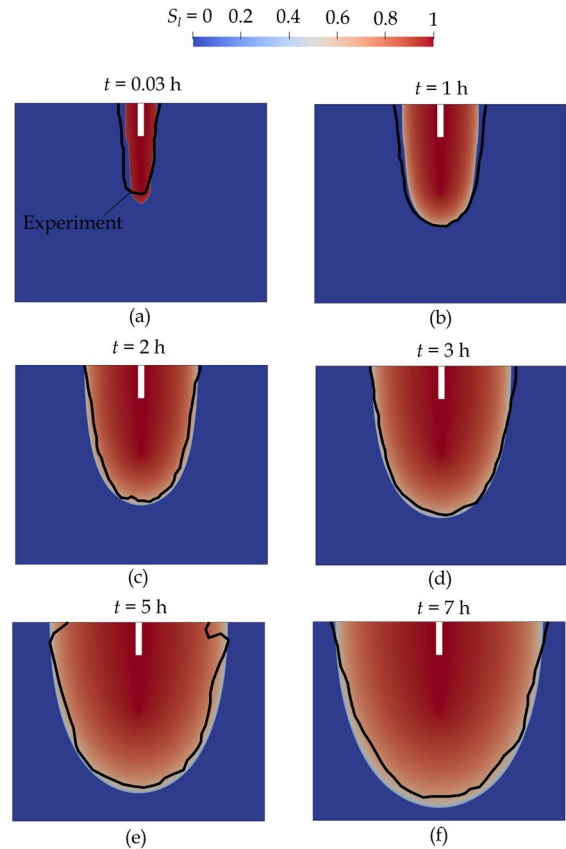 S_l = 0 0.2 0.4 0.6 0.8 1
t = 0.03 h t = 1 h
Experiment
(a) (b)
t = 2 h t = 3 h
(c) (d)
t = 5 h t = 7 h
(e) (f)